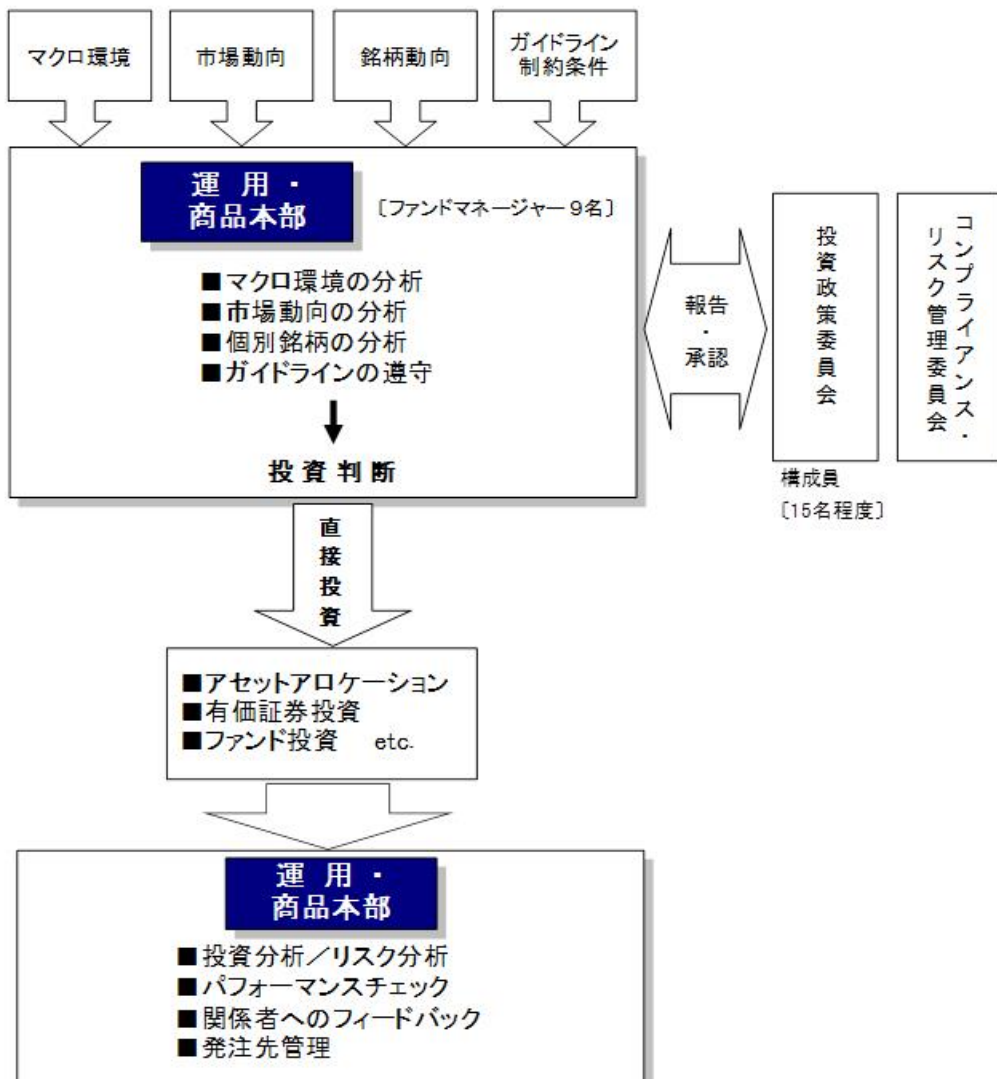 マクロ環境
市場動向
銘柄動向
ガイドライン
制約条件
運 用 ・
商品本部
〔ファンドマネージャー9名〕
■マクロ環境の分析
■市場動向の分析
■個別銘柄の分析
■ガイドラインの遵守
投資判断
報告
・
承認
投資政策委員会
コンプライアンス・
リスク管理委員会
構成員
〔15名程度〕
直接投資
■アセットアロケーション
■有価証券投資
■ファンド投資 etc.
運 用 ・
商品本部
■投資分析／リスク分析
■パフォーマンスチェック
■関係者へのフィードバック
■発注先管理